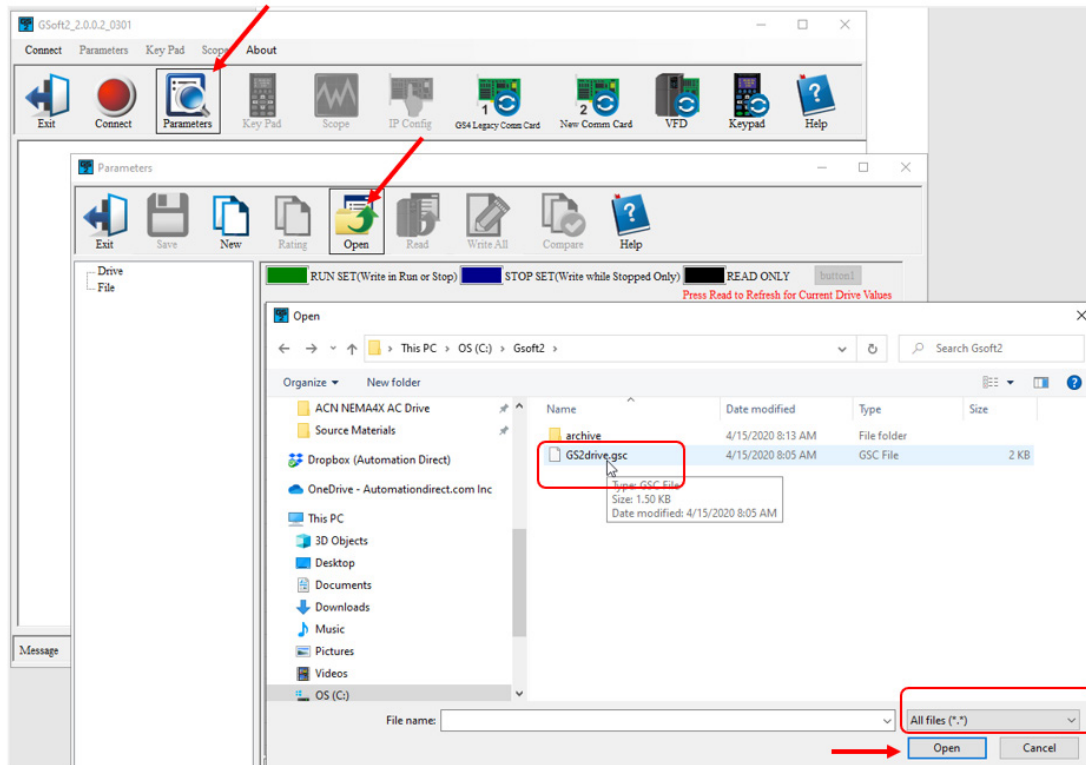 GSoft2_2.0.0.2_0301
Connect Parameters Key Pad Scope About
Exit Connect Parameters Key Pad Scope IP Config 1 GS4 Legacy Comm Card 2 New Comm Card VFD Keypad Help
Parameters
Exit Save New Rating Open Read Write All Compare Help
Drive
File
RUN SET(Write in Run or Stop) STOP SET(Write while Stopped Only) READ ONLY button1
Press Read to Refresh for Current Drive Values
Open
This PC > OS (C:) > Gsoft2 > Search Gsoft2
Organize New folder
Name Date modified Type Size
ACN NEMA4X AC Drive
Source Materials
Dropbox (Automation Direct)
OneDrive - Automationdirect.com Inc
This PC
3D Objects
Desktop
Documents
Downloads
Music
Pictures
Videos
OS (C:)
archive 4/15/2020 8:13 AM File folder
GS2drive.gsc 4/15/2020 8:05 AM GSC File 2 KB
Type: GSC File
Size: 1.50 KB
Date modified: 4/15/2020 8:05 AM
Message
File name: All files (*.*)
Open Cancel